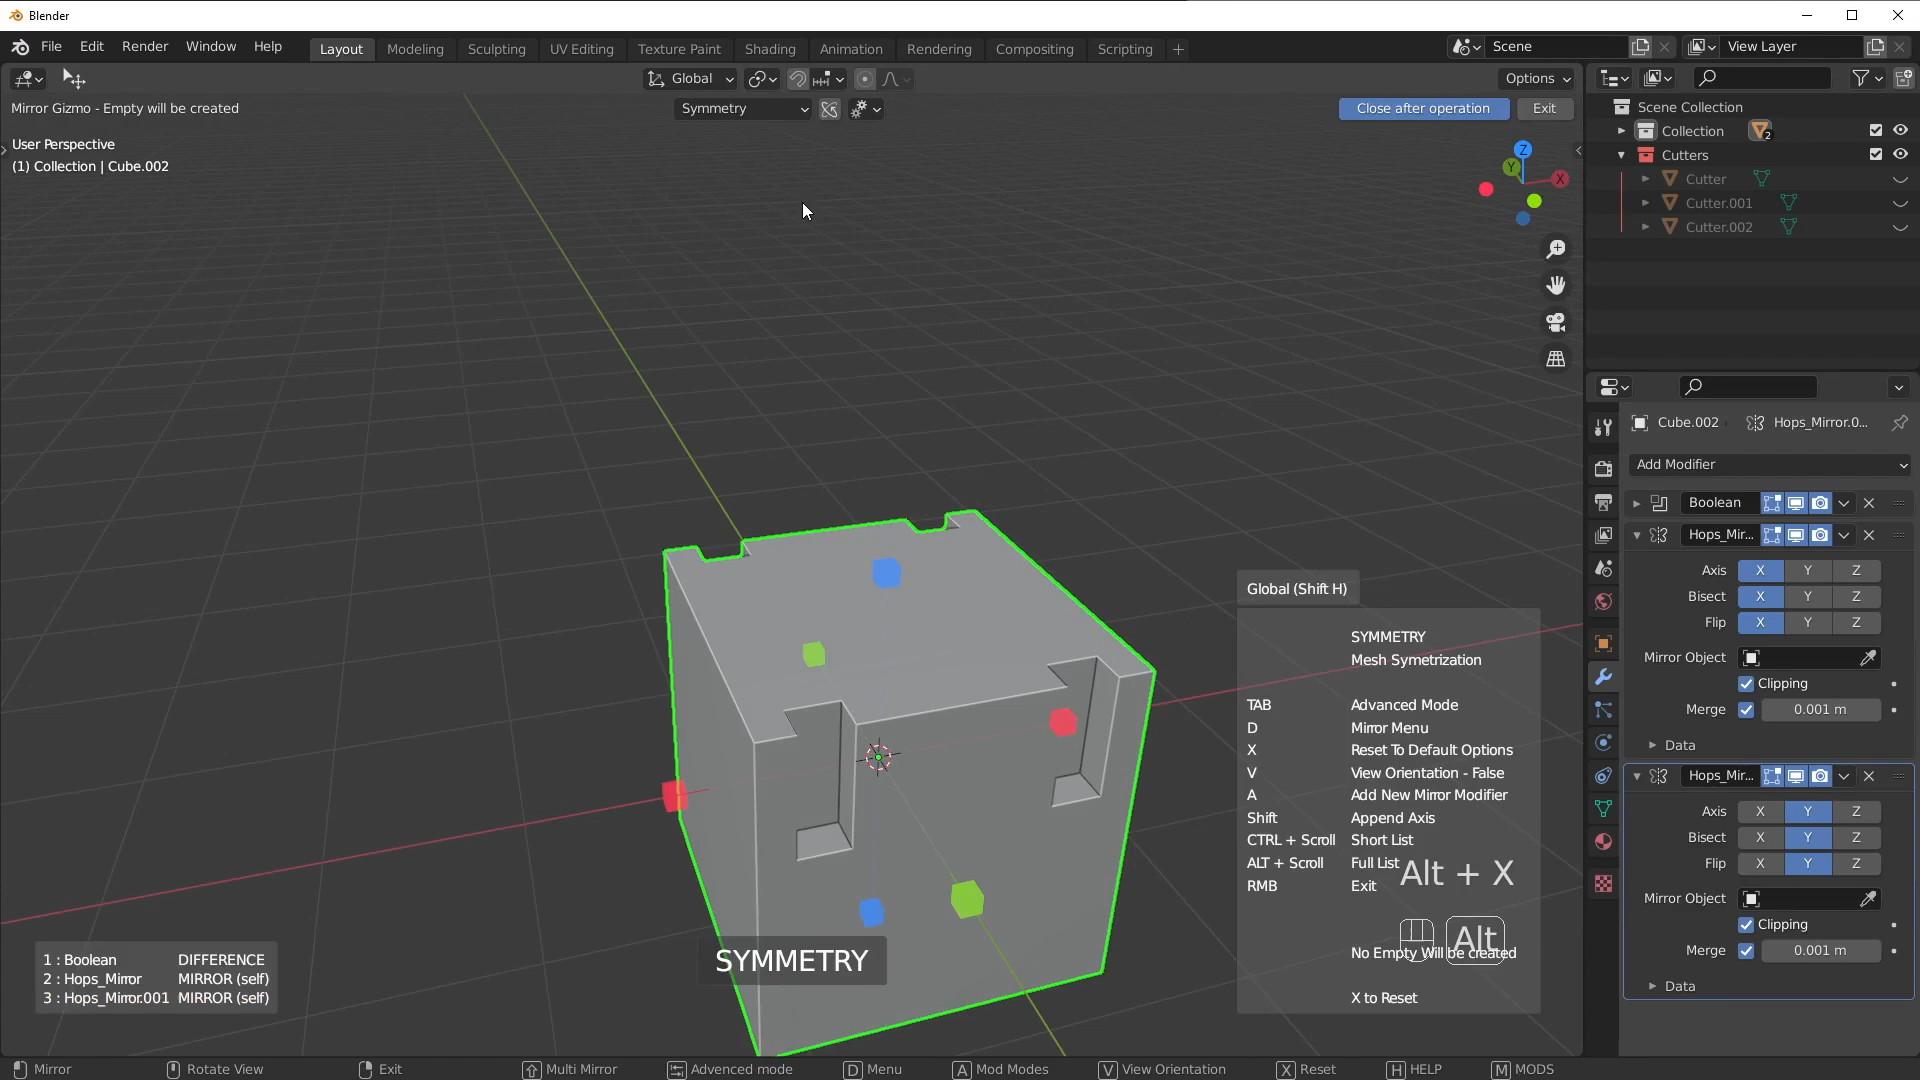 Blender
File Edit Render Window Help
Layout Modeling Sculpting UV Editing Texture Paint Shading Animation Rendering Compositing Scripting +
Scene
View Layer
Global
Options
Mirror Gizmo - Empty will be created
Symmetry
Close after operation
Exit
User Perspective
(1) Collection | Cube.002
Z
Y
X
Scene Collection
Collection 2
Cutters
Cutter
Cutter.001
Cutter.002
Cube.002
Hops_Mirror.0...
Add Modifier
Boolean
Hops_Mir...
Axis X Y Z
Bisect X Y Z
Flip X Y Z
Mirror Object
Clipping
Merge 0.001 m
Data
Hops_Mir...
Axis X Y Z
Bisect X Y Z
Flip X Y Z
Mirror Object
Clipping
Merge 0.001 m
Data
Global (Shift H)
SYMMETRY
Mesh Symetrization
TAB Advanced Mode
D Mirror Menu
X Reset To Default Options
V View Orientation - False
A Add New Mirror Modifier
Shift Append Axis
CTRL + Scroll Short List
ALT + Scroll Full List
RMB Exit
Alt + X
Alt
No Empty Will be created
X to Reset
1 : Boolean DIFFERENCE
2 : Hops_Mirror MIRROR (self)
3 : Hops_Mirror.001 MIRROR (self)
SYMMETRY
Mirror
Rotate View
Exit
Multi Mirror
Advanced mode
D Menu
A Mod Modes
V View Orientation
X Reset
H HELP
M MODS